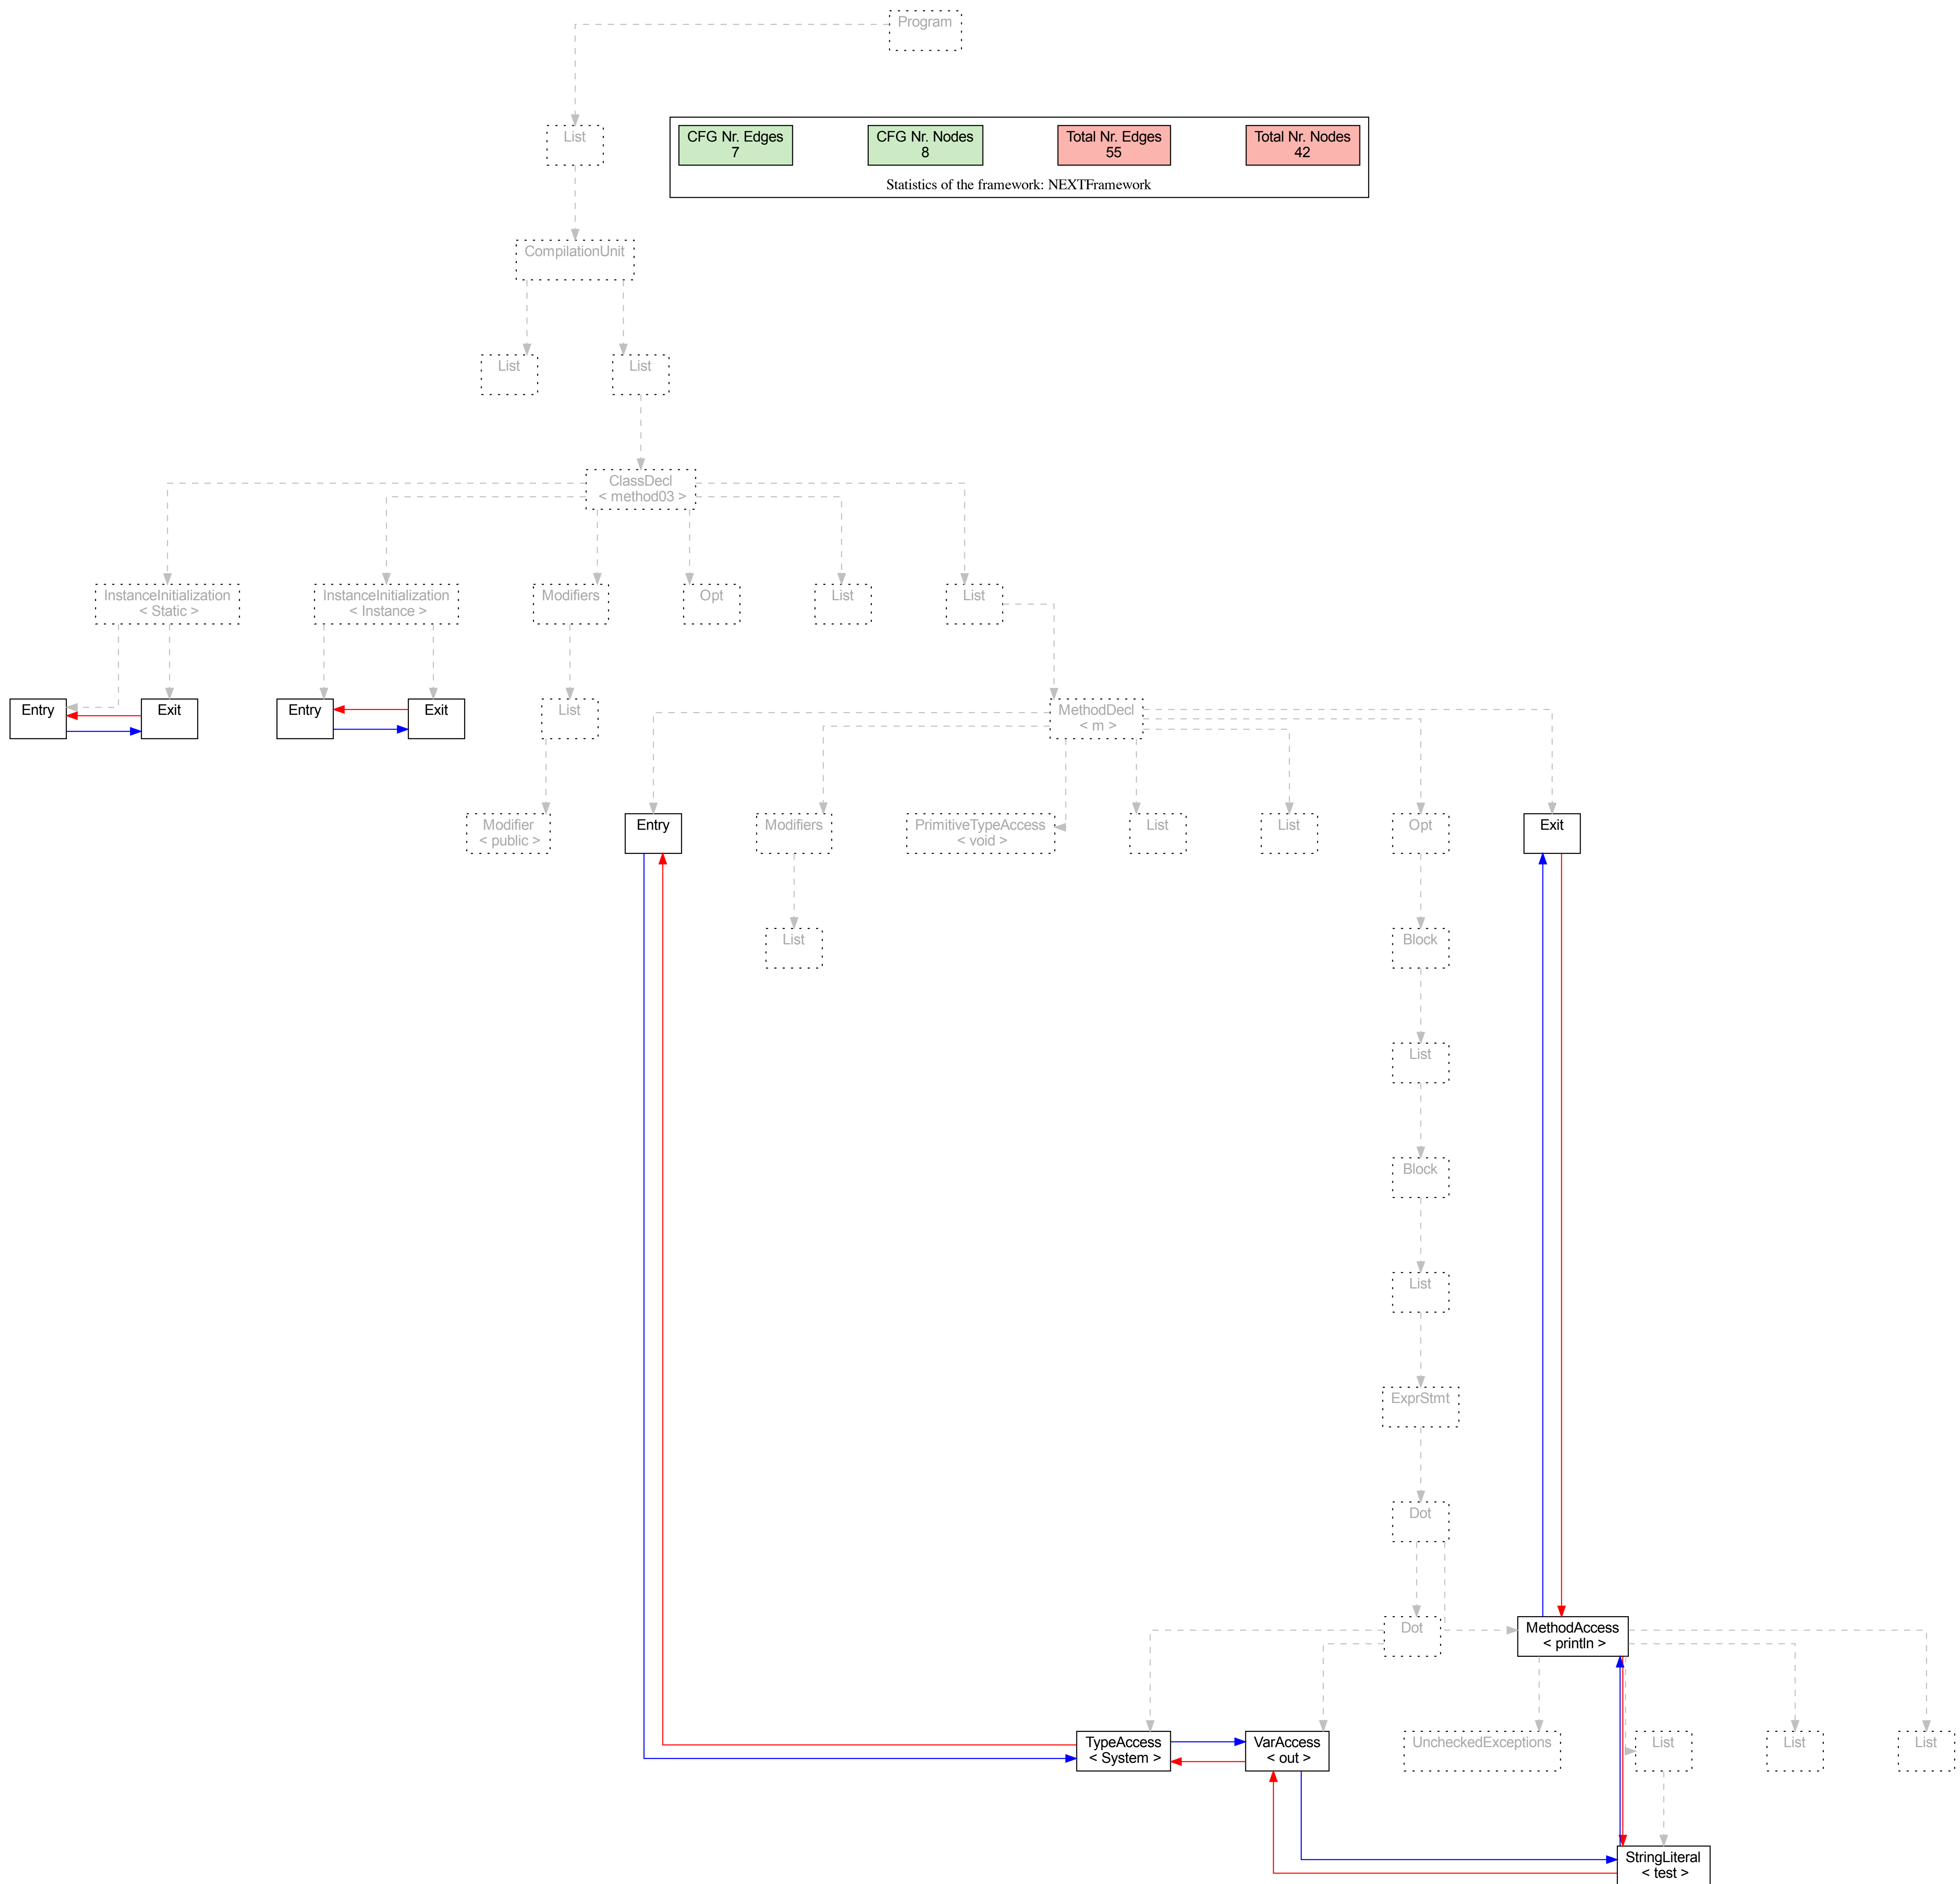 Program
List
CFG Nr. Edges
7
CFG Nr. Nodes
8
Total Nr. Edges
55
Total Nr. Nodes
42
Statistics of the framework: NEXTFramework
CompilationUnit
List
List
ClassDecl
< method03 >
InstanceInitialization
< Static >
InstanceInitialization
< Instance >
Modifiers
Opt
List
List
Entry
Exit
Entry
Exit
List
MethodDecl
< m >
Modifier
< public >
Entry
Modifiers
PrimitiveTypeAccess
< void >
List
List
Opt
Exit
List
Block
List
Block
List
ExprStmt
Dot
Dot
MethodAccess
< println >
TypeAccess
< System >
VarAccess
< out >
UncheckedExceptions
List
List
List
StringLiteral
< test >